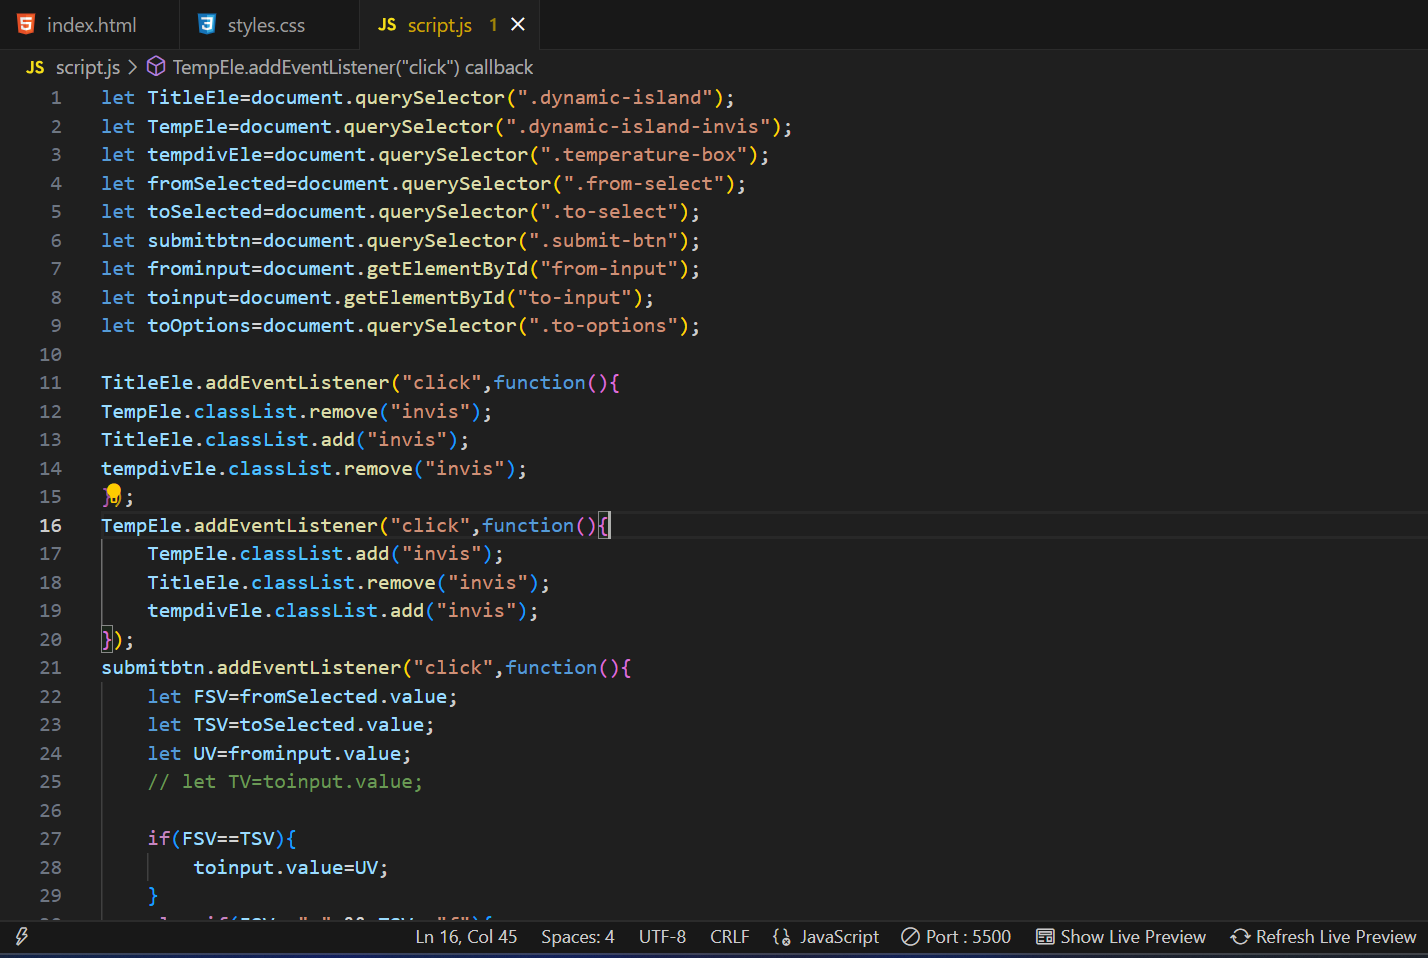 index.html
styles.css
JS script.js 1
JS script.js > TempEle.addEventListener("click") callback
1 let TitleEle=document.querySelector(".dynamic-island");
2 let TempEle=document.querySelector(".dynamic-island-invis");
3 let tempdivEle=document.querySelector(".temperature-box");
4 let fromSelected=document.querySelector(".from-select");
5 let toSelected=document.querySelector(".to-select");
6 let submitbtn=document.querySelector(".submit-btn");
7 let frominput=document.getElementById("from-input");
8 let toinput=document.getElementById("to-input");
9 let toOptions=document.querySelector(".to-options");
10
11 TitleEle.addEventListener("click",function(){
12 TempEle.classList.remove("invis");
13 TitleEle.classList.add("invis");
14 tempdivEle.classList.remove("invis");
15 });
16 TempEle.addEventListener("click",function(){
17     TempEle.classList.add("invis");
18     TitleEle.classList.remove("invis");
19     tempdivEle.classList.add("invis");
20 });
21 submitbtn.addEventListener("click",function(){
22     let FSV=fromSelected.value;
23     let TSV=toSelected.value;
24     let UV=frominput.value;
25     // let TV=toinput.value;
26
27     if(FSV==TSV){
28         toinput.value=UV;
29     }
Ln 16, Col 45 Spaces: 4 UTF-8 CRLF {} JavaScript Port : 5500 Show Live Preview Refresh Live Preview